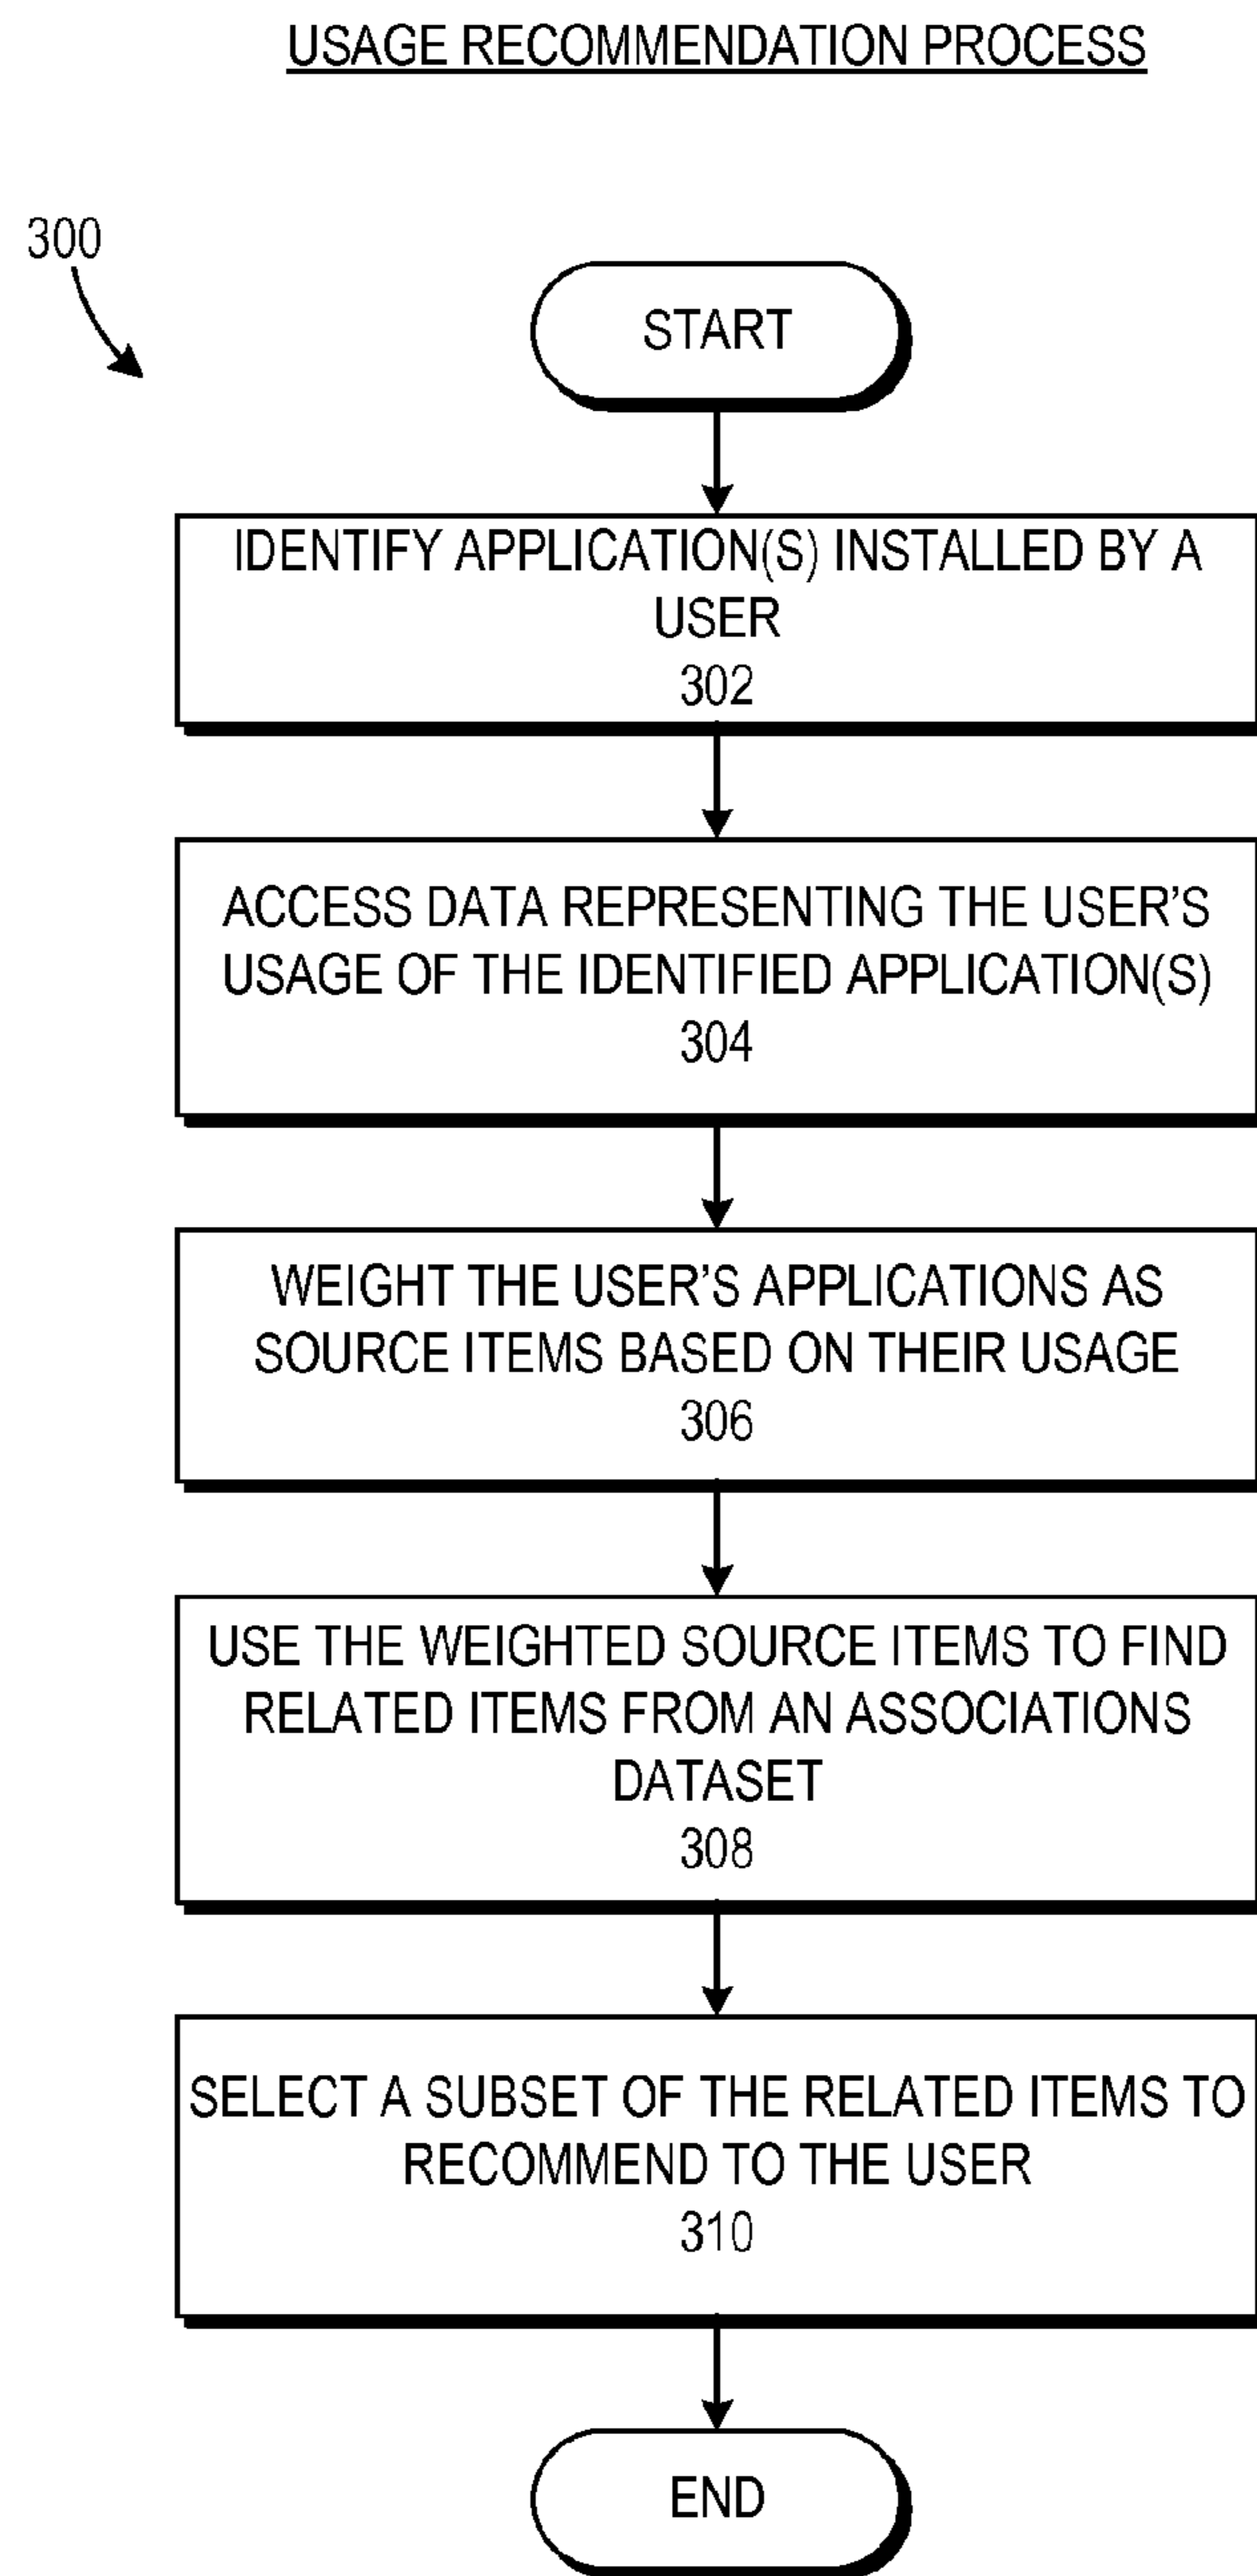 USAGE RECOMMENDATION PROCESS
300
START
IDENTIFY APPLICATION(S) INSTALLED BY A
USER
302
ACCESS DATA REPRESENTING THE USER'S
USAGE OF THE IDENTIFIED APPLICATION(S)
304
WEIGHT THE USER'S APPLICATIONS AS
SOURCE ITEMS BASED ON THEIR USAGE
306
USE THE WEIGHTED SOURCE ITEMS TO FIND
RELATED ITEMS FROM AN ASSOCIATIONS
DATASET
308
SELECT A SUBSET OF THE RELATED ITEMS TO
RECOMMEND TO THE USER
310
END